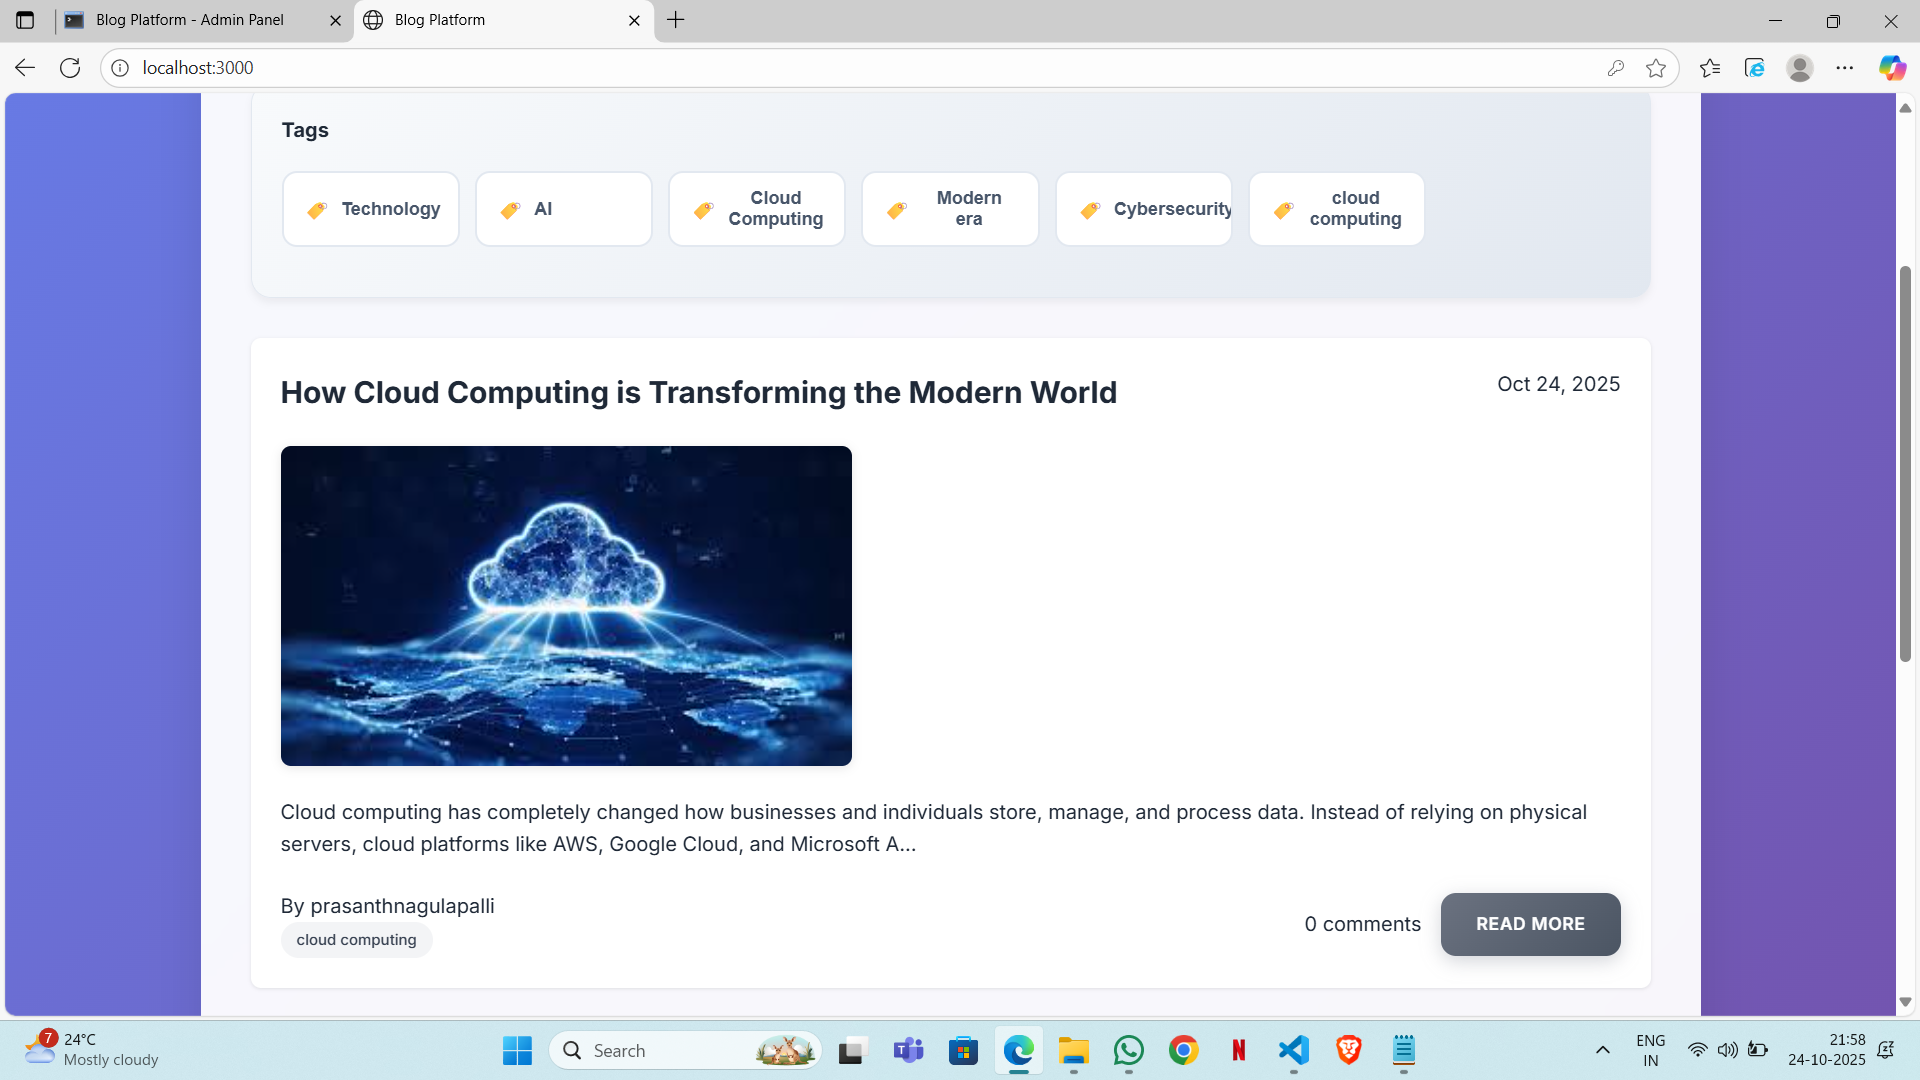 Blog Platform - Admin Panel
Blog Platform
localhost:3000
Tags
Technology
AI
Cloud
Computing
Modern
era
Cybersecurity
cloud
computing
How Cloud Computing is Transforming the Modern World
Oct 24, 2025
Cloud computing has completely changed how businesses and individuals store, manage, and process data. Instead of relying on physical
servers, cloud platforms like AWS, Google Cloud, and Microsoft A...
By prasanthnagulapalli
cloud computing
0 comments
READ MORE
7
24°C
Mostly cloudy
Search
ENG
IN
21:58
24-10-2025